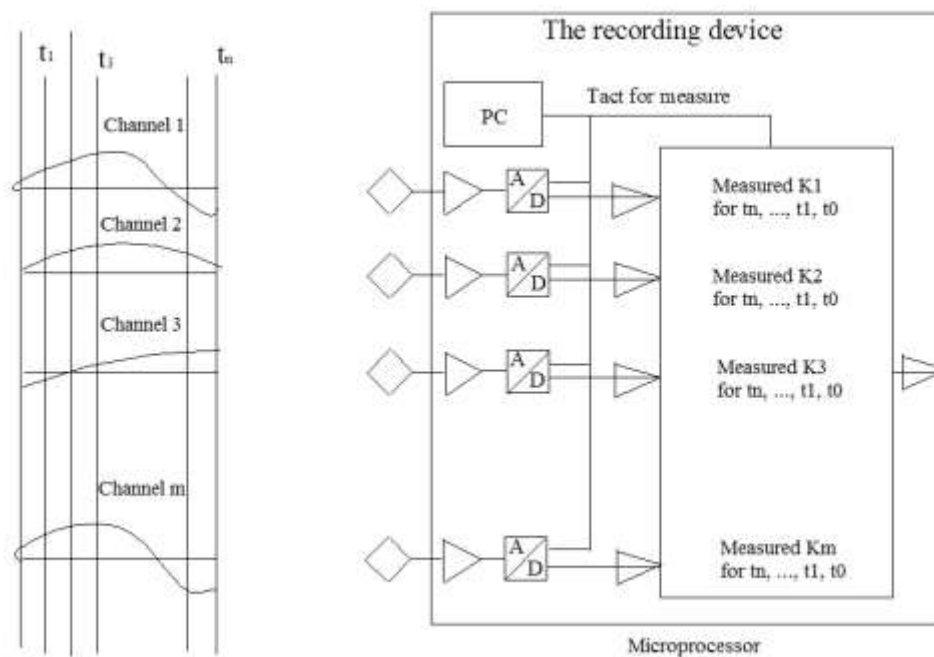 t1
tj
tn
Channel 1
Channel 2
Channel 3
Channel m
The recording device
PC
Tact for measure
A
D
Measured K1
for tn, ..., t1, t0
A
D
Measured K2
for tn, ..., t1, t0
A
D
Measured K3
for tn, ..., t1, t0
A
D
Measured Km
for tn, ..., t1, t0
Microprocessor